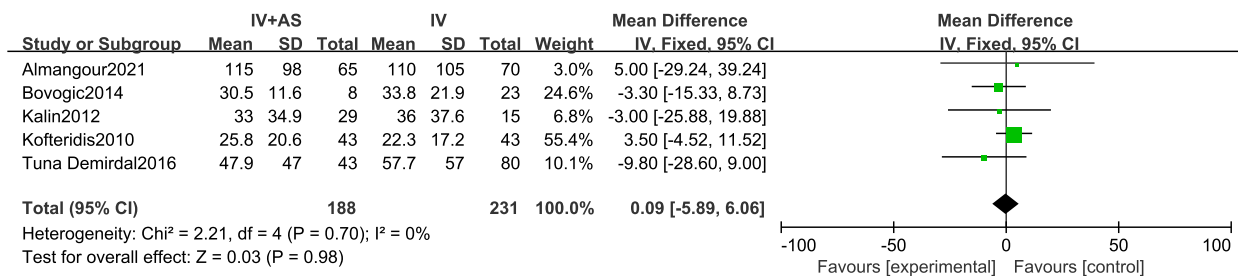 IV+AS IV Mean Difference Mean Difference
Study or Subgroup Mean SD Total Mean SD Total Weight IV, Fixed, 95% CI IV, Fixed, 95% CI
Almangour2021 115 98 65 110 105 70 3.0% 5.00 [-29.24, 39.24]
Bovogic2014 30.5 11.6 8 33.8 21.9 23 24.6% -3.30 [-15.33, 8.73]
Kalin2012 33 34.9 29 36 37.6 15 6.8% -3.00 [-25.88, 19.88]
Kofteridis2010 25.8 20.6 43 22.3 17.2 43 55.4% 3.50 [-4.52, 11.52]
Tuna Demirdal2016 47.9 47 43 57.7 57 80 10.1% -9.80 [-28.60, 9.00]
Total (95% CI) 188 231 100.0% 0.09 [-5.89, 6.06]
Heterogeneity: Chi² = 2.21, df = 4 (P = 0.70); I² = 0%
Test for overall effect: Z = 0.03 (P = 0.98)
-100 -50 0 50 100
Favours [experimental] Favours [control]